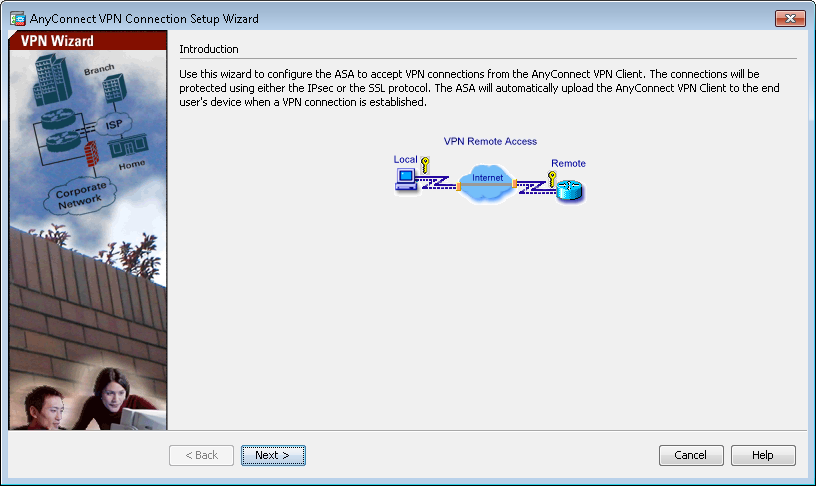 AnyConnect VPN Connection Setup Wizard
VPN Wizard
Branch
ISP
Home
Corporate
Network
Introduction
Use this wizard to configure the ASA to accept VPN connections from the AnyConnect VPN Client. The connections will be
protected using either the IPsec or the SSL protocol. The ASA will automatically upload the AnyConnect VPN Client to the end
user's device when a VPN connection is established.
VPN Remote Access
Local
Internet
Remote
< Back
Next >
Cancel
Help